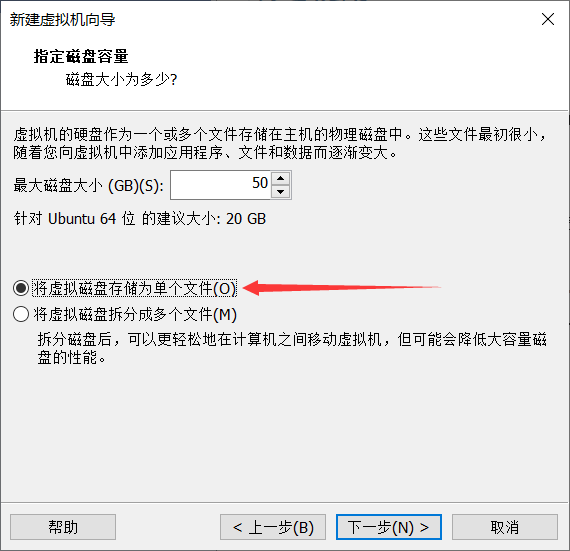 新建虚拟机向导
指定磁盘容量
磁盘大小为多少?
虚拟机的硬盘作为一个或多个文件存储在主机的物理磁盘中。这些文件最初很小，
随着您向虚拟机中添加应用程序、文件和数据而逐渐变大。
最大磁盘大小 (GB)(S): 50
针对 Ubuntu 64 位 的建议大小: 20 GB
将虚拟磁盘存储为单个文件(O)
将虚拟磁盘拆分成多个文件(M)
拆分磁盘后，可以更轻松地在计算机之间移动虚拟机，但可能会降低大容量磁
盘的性能。
帮助 < 上一步(B) 下一步(N) > 取消